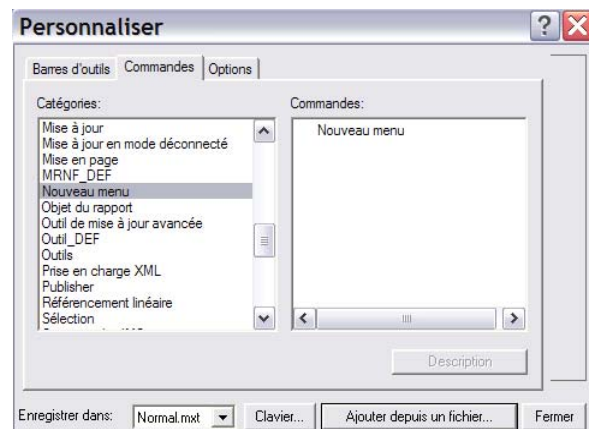 Personnaliser
Barres d'outils Commandes Options
Catégories:
Mise à jour
Mise à jour en mode déconnecté
Mise en page
MRNF_DEF
Nouveau menu
Objet du rapport
Outil de mise à jour avancée
Outil_DEF
Outils
Prise en charge XML
Publisher
Référencement linéaire
Sélection
Commandes:
Nouveau menu
Description
Enregistrer dans: Normal.mxt Clavier... Ajouter depuis un fichier... Fermer